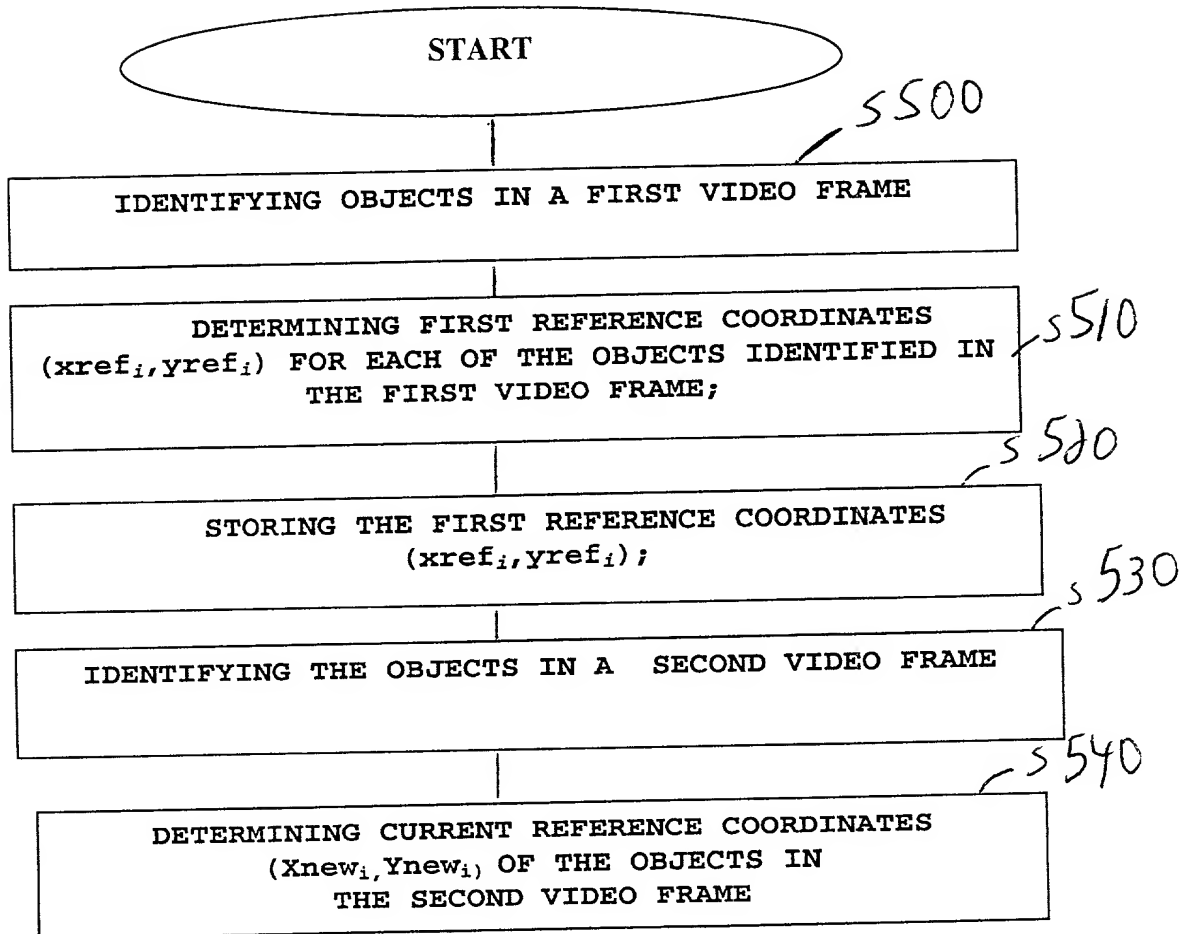 START
s500
IDENTIFYING OBJECTS IN A FIRST VIDEO FRAME
DETERMINING FIRST REFERENCE COORDINATES
(xrefᵢ,yrefᵢ) FOR EACH OF THE OBJECTS IDENTIFIED IN
THE FIRST VIDEO FRAME;
s510
s520
STORING THE FIRST REFERENCE COORDINATES
(xrefᵢ,yrefᵢ);
s530
IDENTIFYING THE OBJECTS IN A SECOND VIDEO FRAME
s540
DETERMINING CURRENT REFERENCE COORDINATES
(Xnewᵢ,Ynewᵢ) OF THE OBJECTS IN
THE SECOND VIDEO FRAME